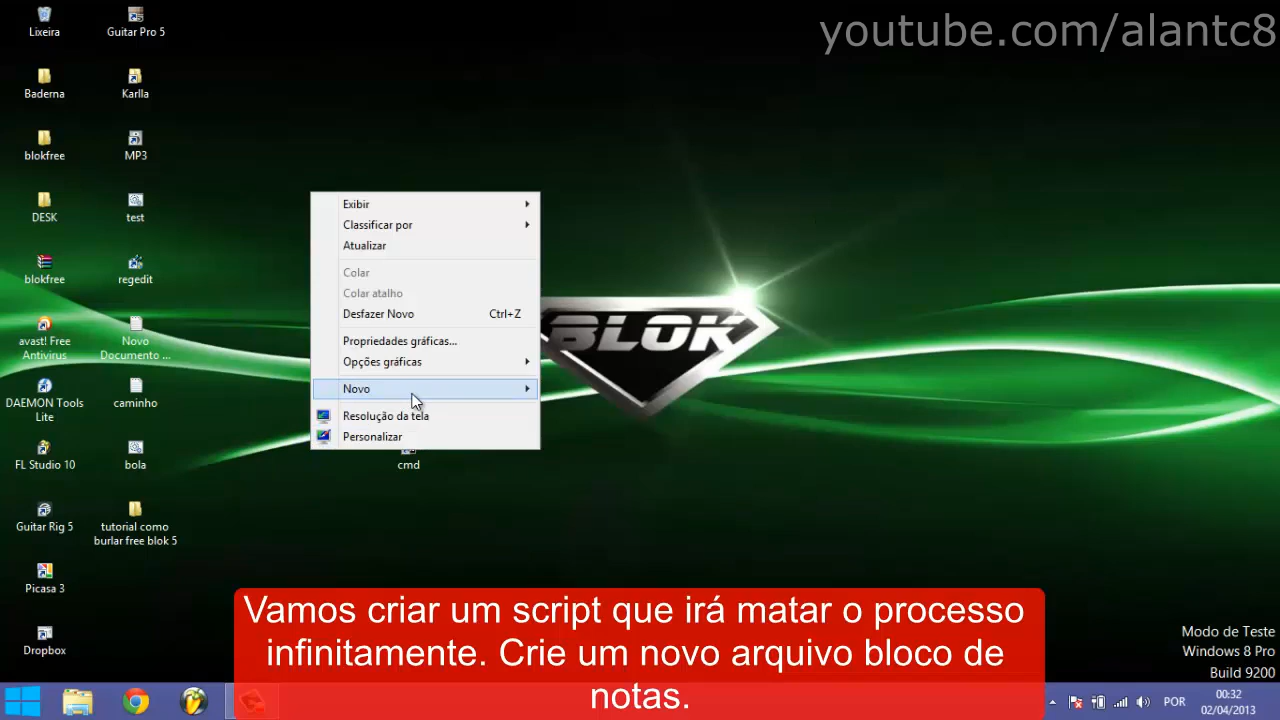 youtube.com/alantc8
Lixeira
Guitar Pro 5
Baderna
Karlla
blokfree
MP3
DESK
test
blokfree
regedit
avast! Free
Antivirus
Novo
Documento ...
DAEMON Tools
Lite
caminho
FL Studio 10
bola
Guitar Rig 5
tutorial como
burlar free blok 5
Picasa 3
Dropbox
Exibir
Classificar por
Atualizar
Colar
Colar atalho
Desfazer Novo Ctrl+Z
Propriedades gráficas...
Opções gráficas
Novo
Resolução da tela
Personalizar
cmd
BLOK
Vamos criar um script que irá matar o processo
infinitamente. Crie um novo arquivo bloco de
notas.
Modo de Teste
Windows 8 Pro
Build 9200
POR
00:32
02/04/2013